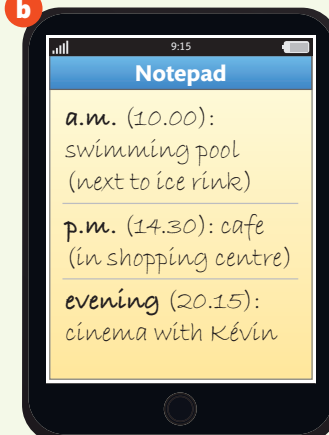 b
9:15
Notepad
a.m. (10.00):
swimming pool
(next to ice rink)
p.m. (14.30): cafe
(in shopping centre)
evening (20.15):
cinema with Kévin